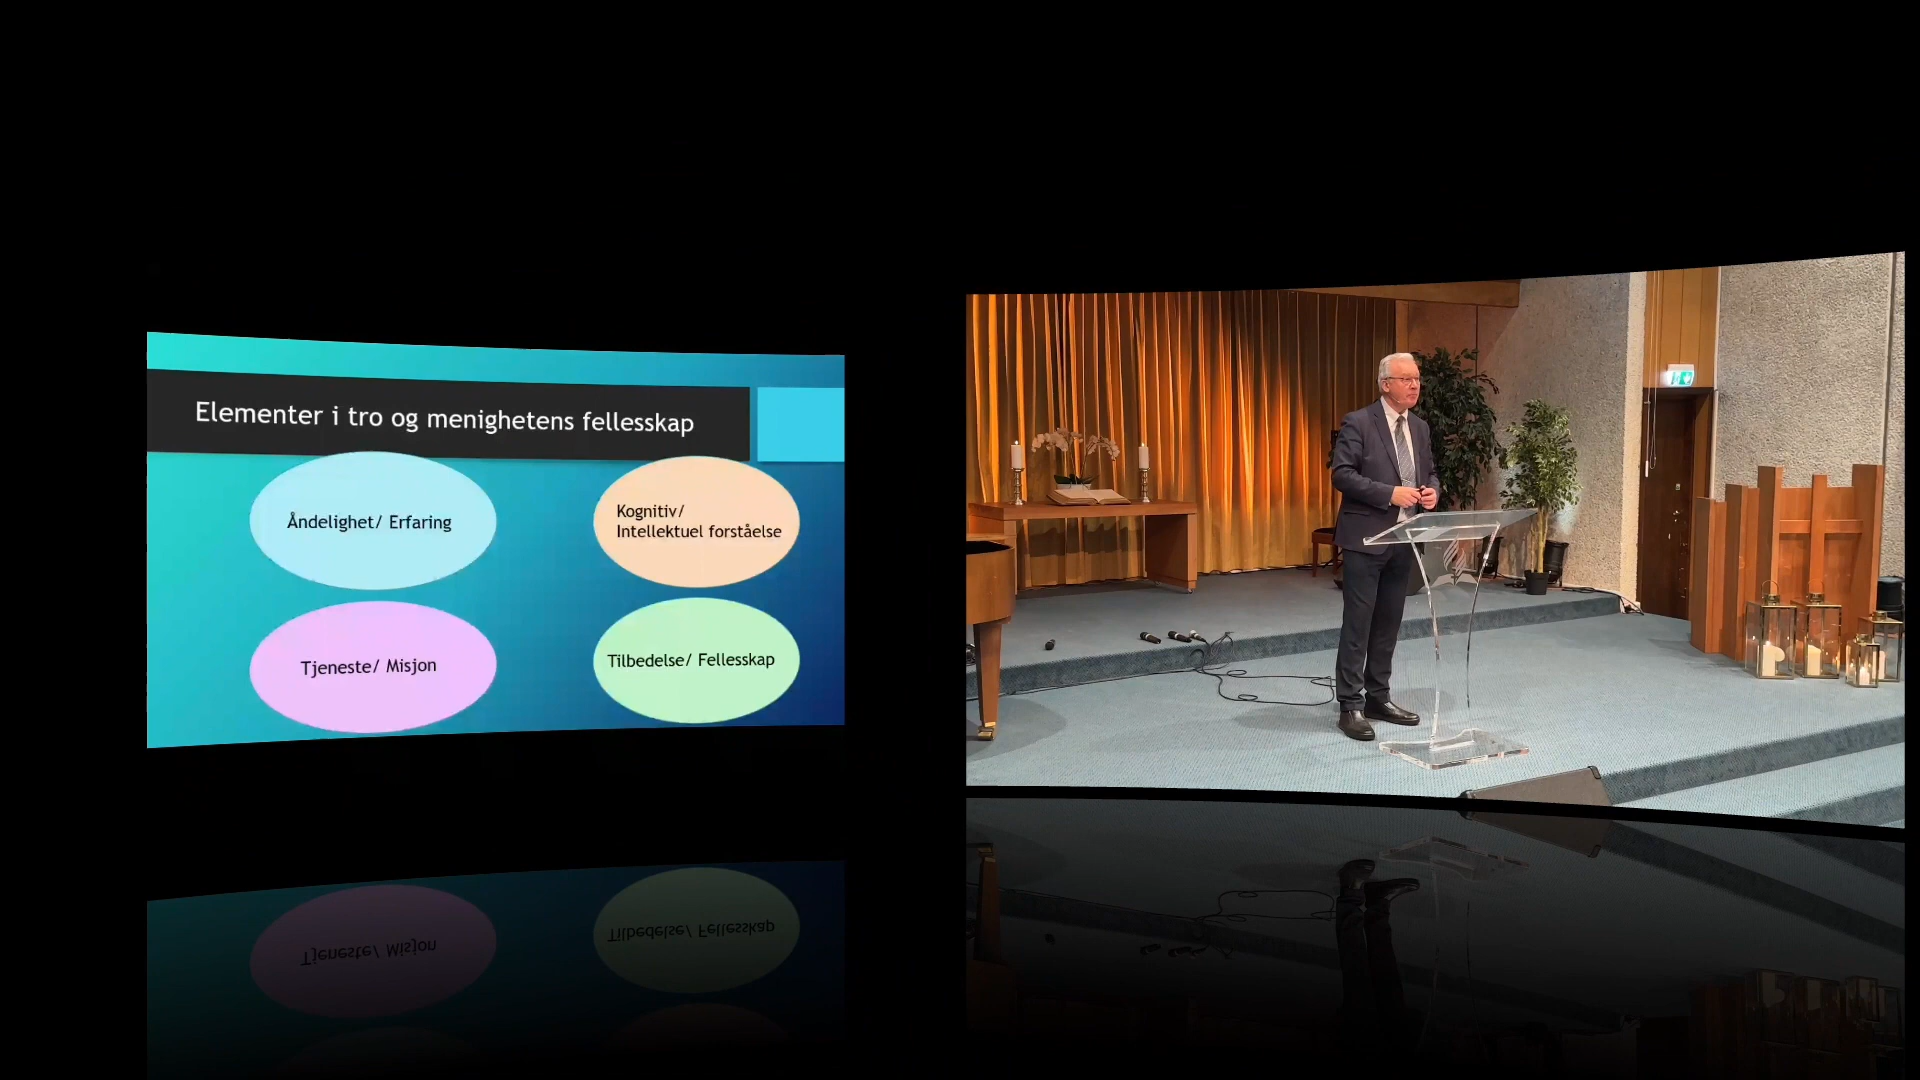 Elementer i tro og menighetens fellesskap
Åndelighet/ Erfaring
Kognitiv/
Intellektuel forståelse
Tjeneste/ Misjon
Tilbedelse/ Fellesskap